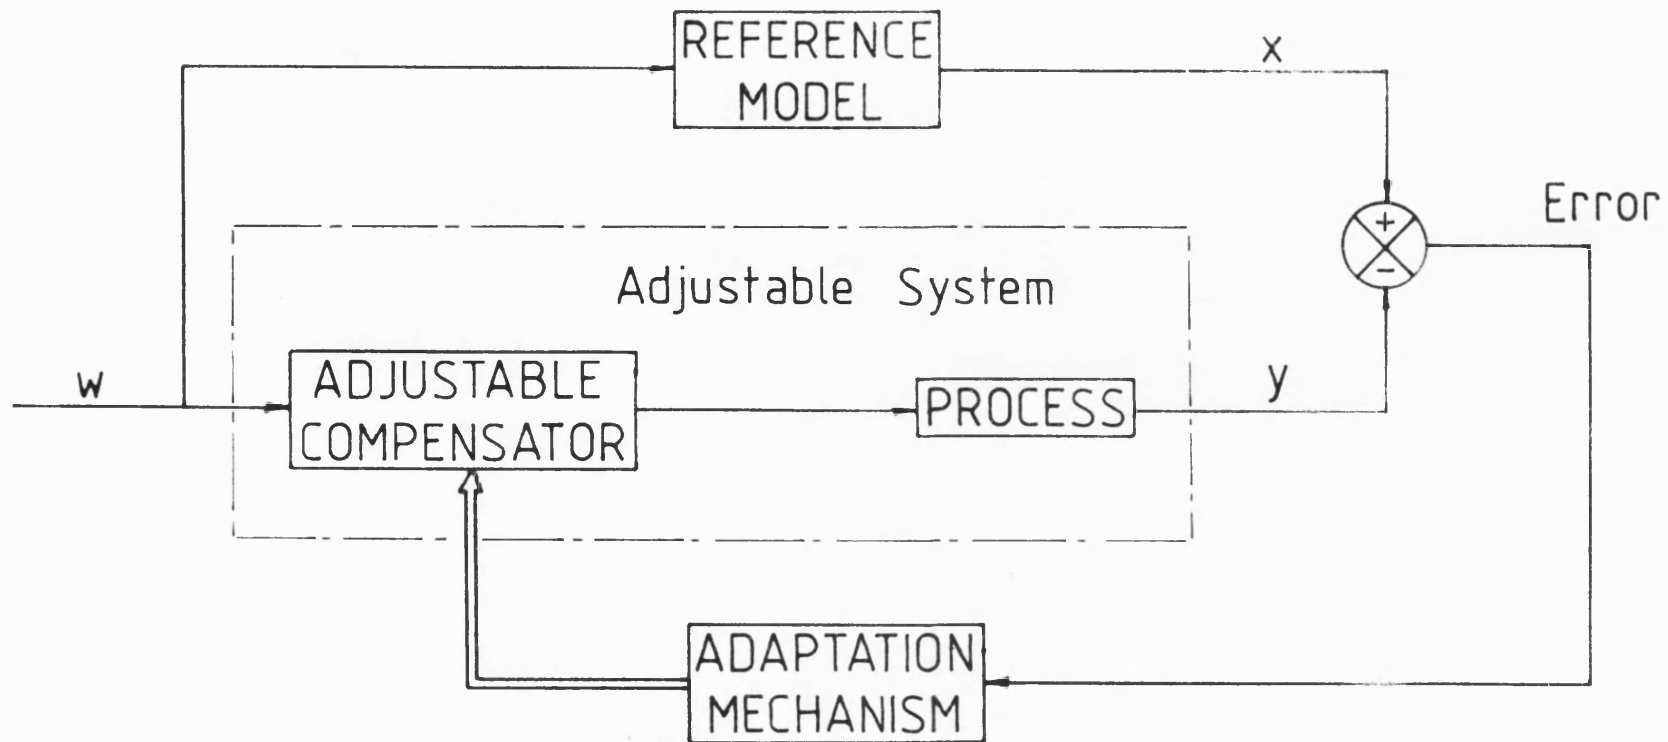 REFERENCE
MODEL
x
+
-
Error
Adjustable System
w
ADJUSTABLE
COMPENSATOR
PROCESS
y
ADAPTATION
MECHANISM